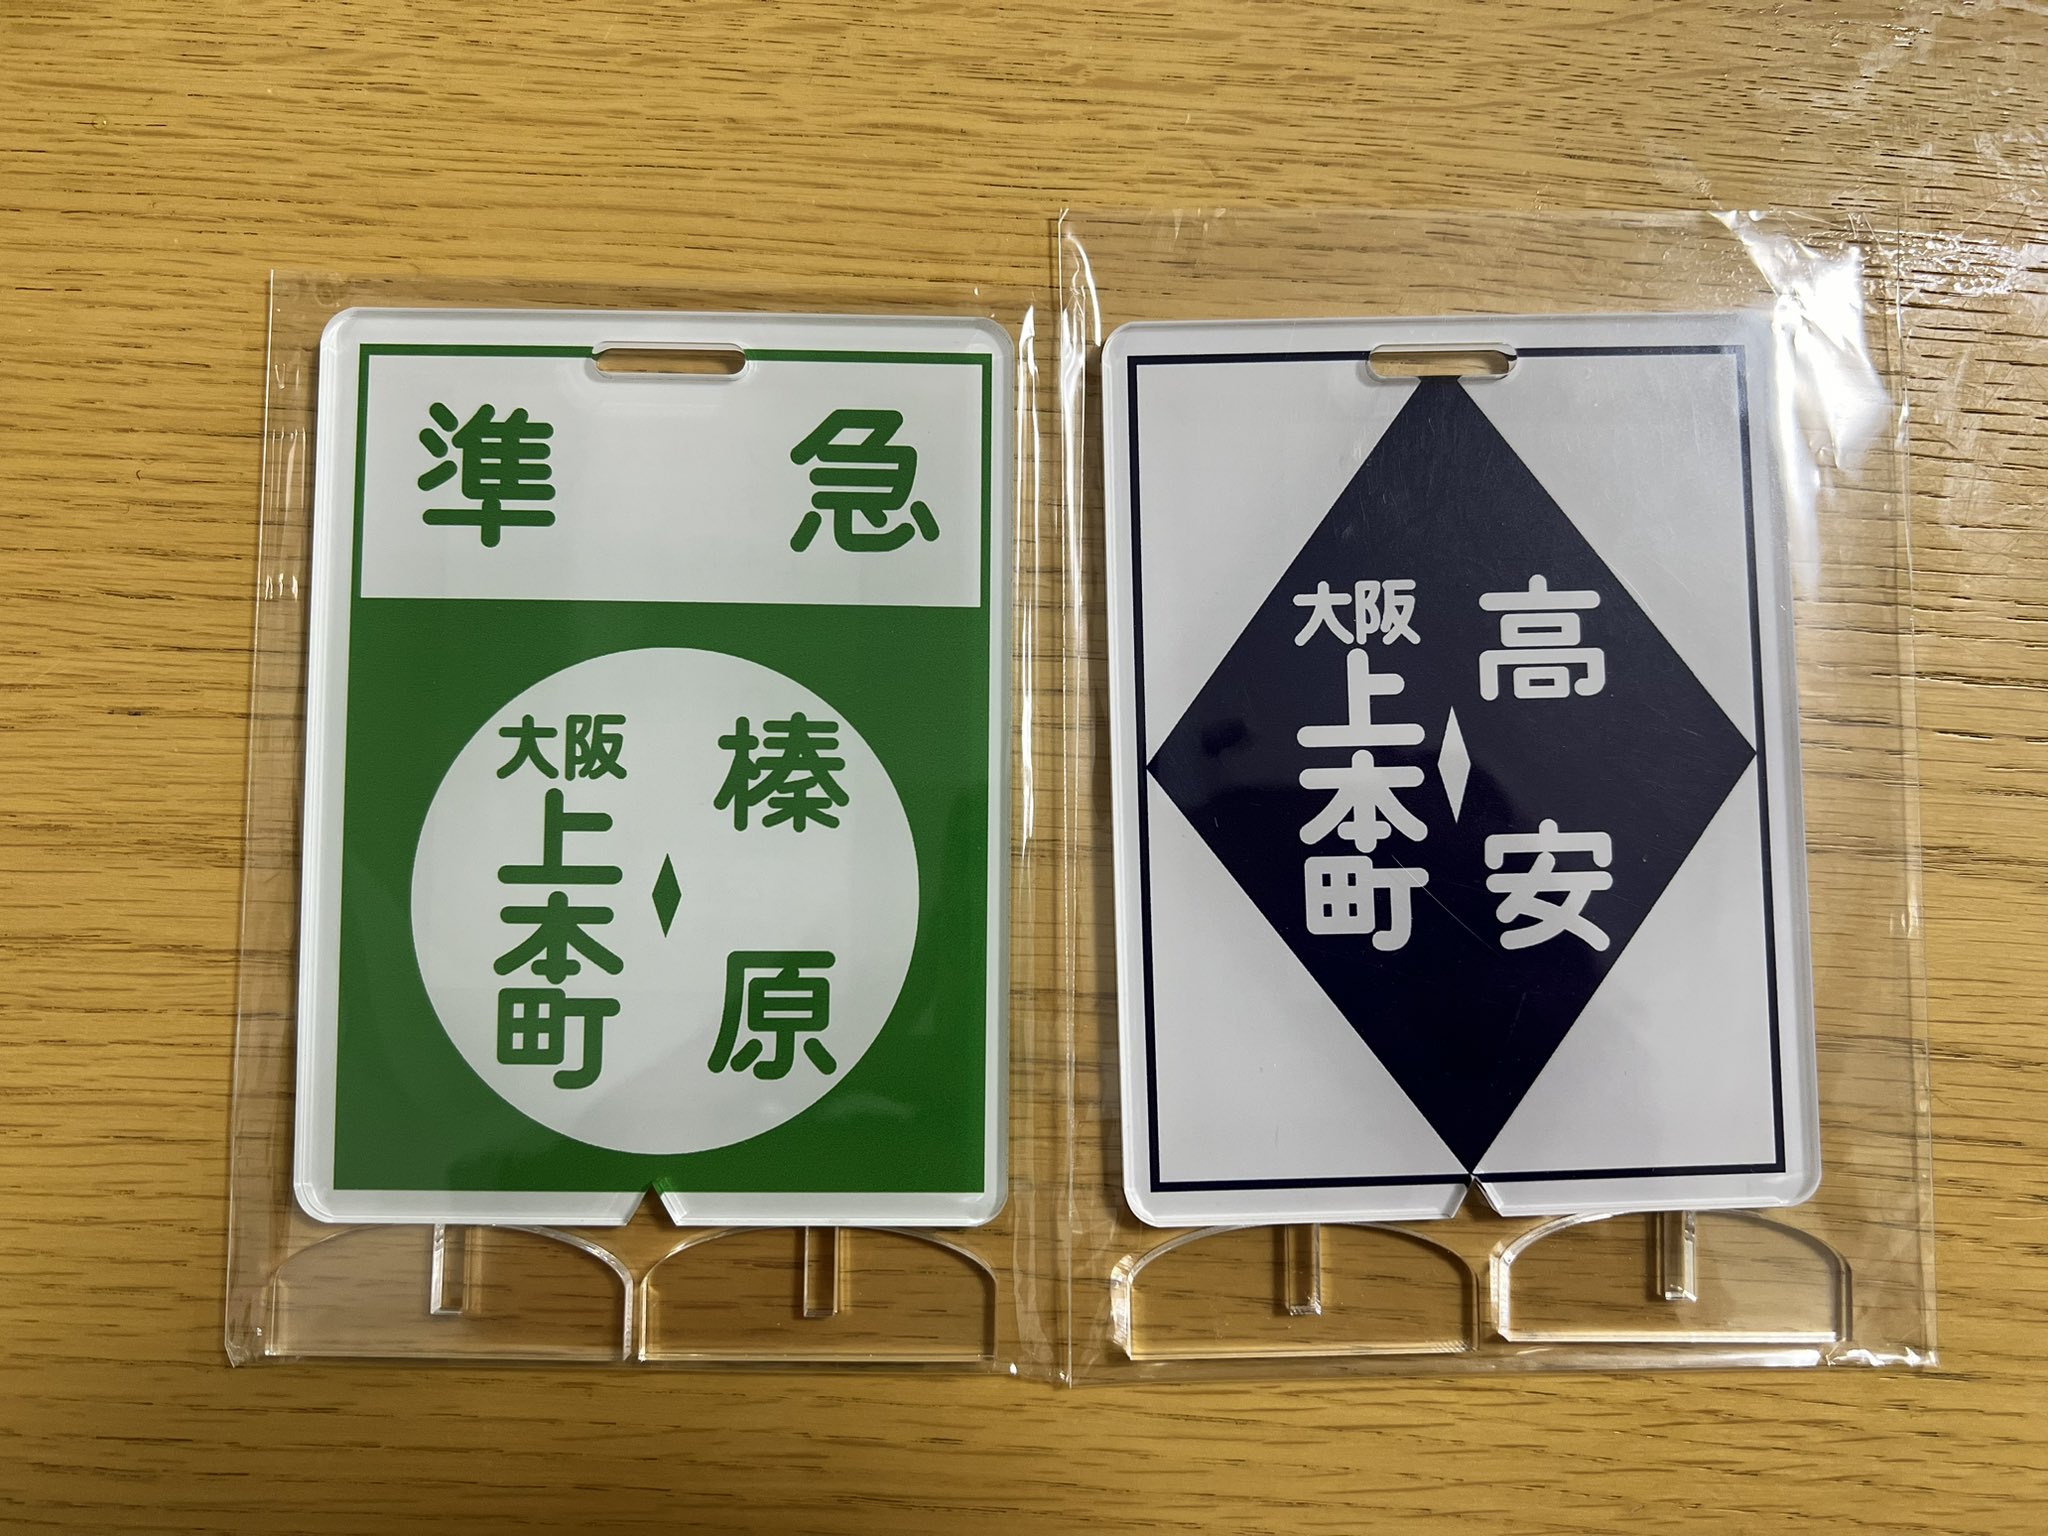 準急
大阪上本町
榛原
大阪上本町
高安